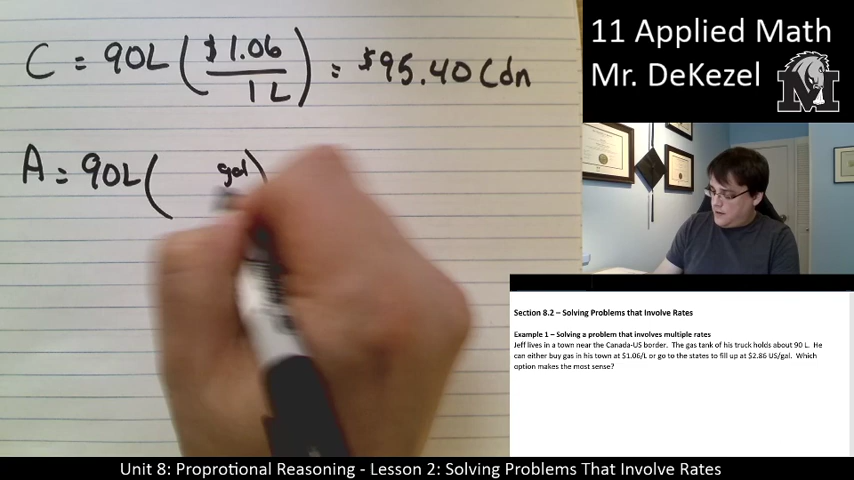 C = 90L ( $1.06 / 1L ) = $95.40 Cdn
A = 90L ( gal )
11 Applied Math
Mr. DeKezel
M
Section 8.2 – Solving Problems that Involve Rates
Example 1 – Solving a problem that involves multiple rates
Jeff lives in a town near the Canada-US border. The gas tank of his truck holds about 90 L. He
can either buy gas in his town at $1.06/L or go to the states to fill up at $2.86 US/gal. Which
option makes the most sense?
Unit 8: Proprotional Reasoning - Lesson 2: Solving Problems That Involve Rates